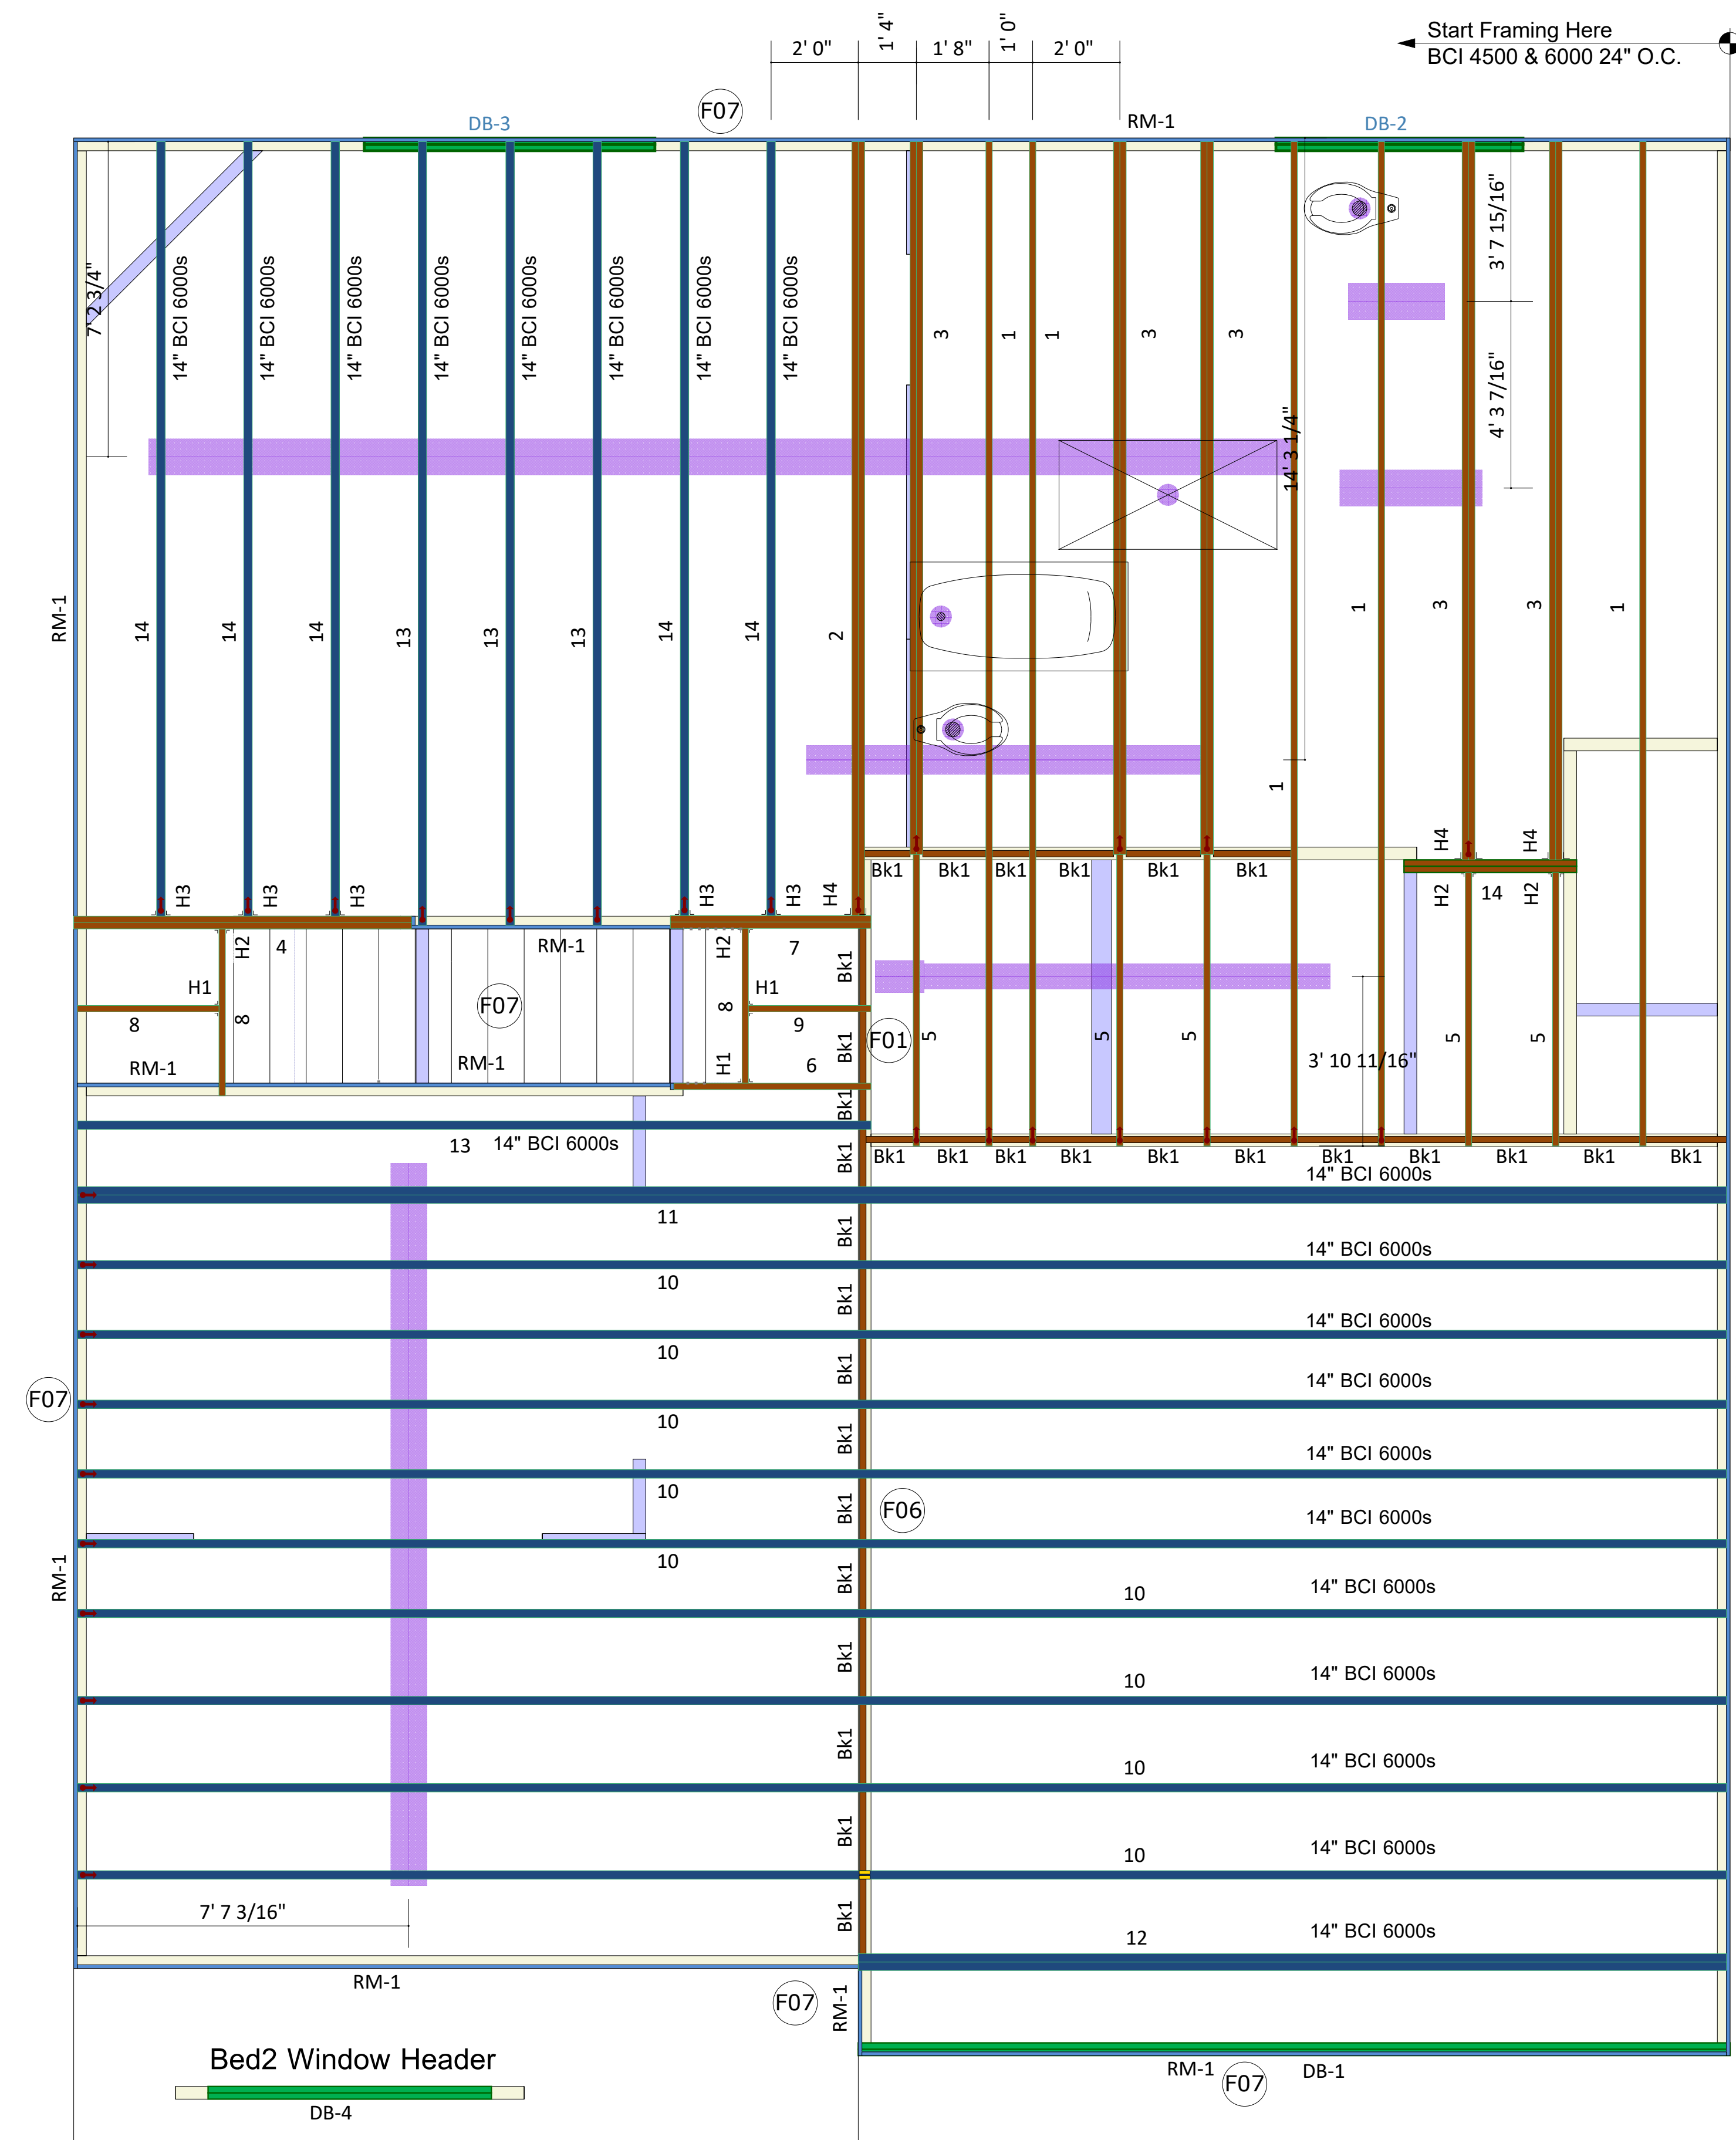 Start Framing Here
BCI 4500 & 6000 24" O.C.
2' 0"
1' 4"
1' 8"
1' 0"
2' 0"
F07
DB-3
RM-1
DB-2
7' 2 3/4"
14" BCI 6000s
14" BCI 6000s
14" BCI 6000s
14" BCI 6000s
14" BCI 6000s
14" BCI 6000s
14" BCI 6000s
14" BCI 6000s
3
1
1
3
3
3' 7 15/16"
4' 3 7/16"
14' 3 1/4"
RM-1
14
14
14
13
13
13
14
14
2
1
3
3
1
1
H3
H3
H3
H3
H3
H4
Bk1
Bk1
Bk1
Bk1
Bk1
Bk1
H4
H4
H2
14
H2
H2
4
RM-1
H2
7
Bk1
H1
F07
H1
8
8
8
9
Bk1
F01
5
5
5
5
5
3' 10 11/16"
RM-1
RM-1
H1
6
Bk1
13
14" BCI 6000s
Bk1
Bk1
Bk1
Bk1
Bk1
Bk1
Bk1
Bk1
Bk1
Bk1
Bk1
14" BCI 6000s
11
Bk1
14" BCI 6000s
10
Bk1
14" BCI 6000s
10
Bk1
14" BCI 6000s
F07
10
Bk1
14" BCI 6000s
10
Bk1
F06
14" BCI 6000s
10
RM-1
Bk1
10
14" BCI 6000s
Bk1
10
14" BCI 6000s
Bk1
10
14" BCI 6000s
Bk1
10
14" BCI 6000s
7' 7 3/16"
Bk1
12
14" BCI 6000s
RM-1
F07
RM-1
Bed2 Window Header
DB-4
RM-1
F07
DB-1